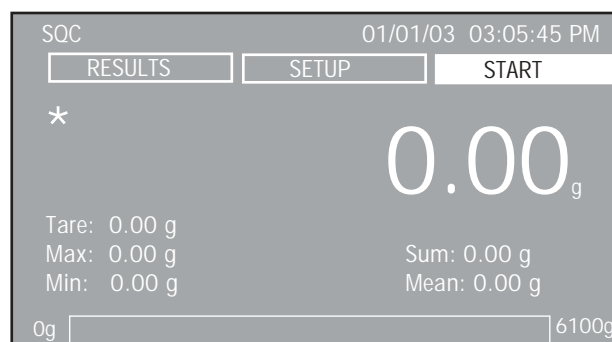 SQC 01/01/03 03:05:45 PM
RESULTS SETUP START
*
0.00 g
Tare: 0.00 g
Max: 0.00 g Sum: 0.00 g
Min: 0.00 g Mean: 0.00 g
0g 6100g